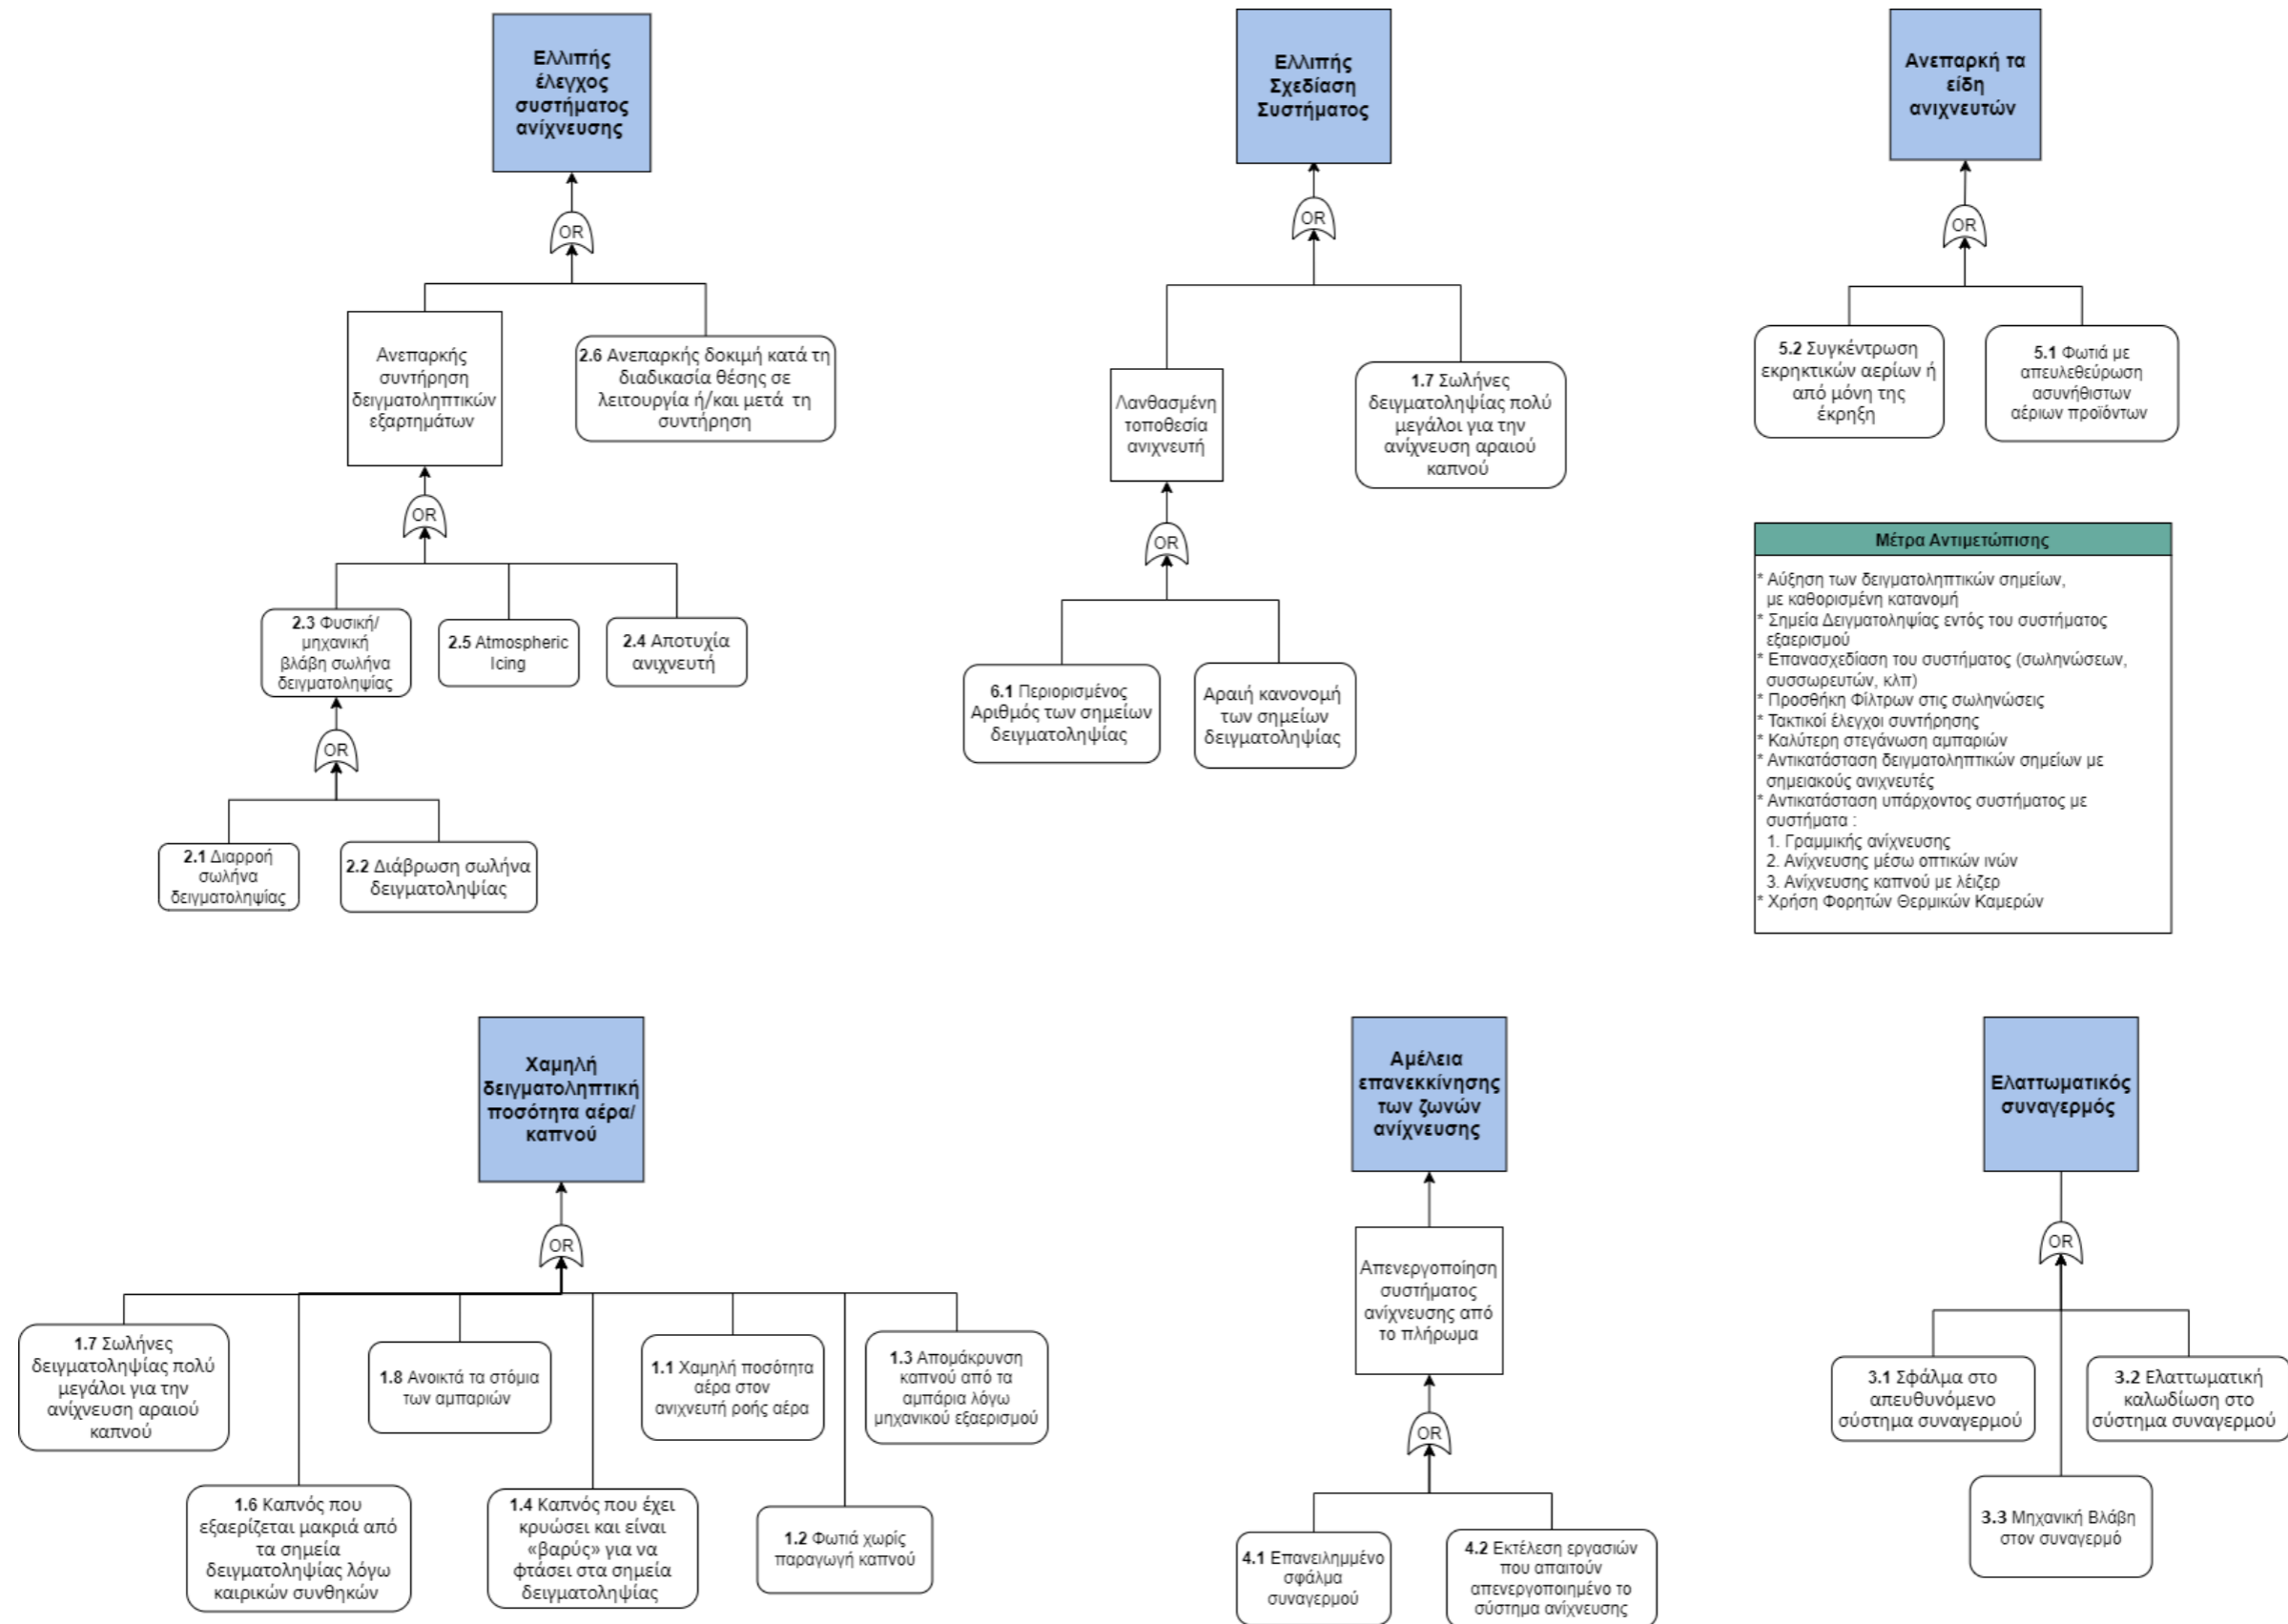 Ελλιπής
έλεγχος
συστήματος
ανίχνευσης
OR
Ανεπαρκής
συντήρηση
δειγματοληπτικών
εξαρτημάτων
2.6 Ανεπαρκής δοκιμή κατά τη
διαδικασία θέσης σε
λειτουργία ή/και μετά τη
συντήρηση
OR
2.3 Φυσική/
μηχανική
βλάβη σωλήνα
δειγματοληψίας
2.5 Atmospheric
Icing
2.4 Αποτυχία
ανιχνευτή
OR
2.1 Διαρροή
σωλήνα
δειγματοληψίας
2.2 Διάβρωση σωλήνα
δειγματοληψίας
Ελλιπής
Σχεδίαση
Συστήματος
OR
Λανθασμένη
τοποθεσία
ανιχνευτή
1.7 Σωλήνες
δειγματοληψίας πολύ
μεγάλοι για την
ανίχνευση αραιού
καπνού
OR
6.1 Περιορισμένος
Αριθμός των σημείων
δειγματοληψίας
Αραιή κανονομή
των σημείων
δειγματοληψίας
Ανεπαρκή τα
είδη
ανιχνευτών
OR
5.2 Συγκέντρωση
εκρηκτικών αερίων ή
από μόνη της
έκρηξη
5.1 Φωτιά με
απευλεθεύρωση
ασυνήθιστων
αέριων προϊόντων
Μέτρα Αντιμετώπισης
* Αύξηση των δειγματοληπτικών σημείων,
με καθορισμένη κατανομή
* Σημεία Δειγματοληψίας εντός του συστήματος
εξαερισμού
* Επανασχεδίαση του συστήματος (σωληνώσεων,
συσσωρευτών, κλπ)
* Προσθήκη Φίλτρων στις σωληνώσεις
* Τακτικοί έλεγχοι συντήρησης
* Καλύτερη στεγάνωση αμπαριών
* Αντικατάσταση δειγματοληπτικών σημείων με
σημειακούς ανιχνευτές
* Αντικατάσταση υπάρχοντος συστήματος με
συστήματα :
1. Γραμμικής ανίχνευσης
2. Ανίχνευσης μέσω οπτικών ινών
3. Ανίχνευσης καπνού με λέιζερ
* Χρήση Φορητών Θερμικών Καμερών
Χαμηλή
δειγματοληπτική
ποσότητα αέρα/
καπνού
OR
1.7 Σωλήνες
δειγματοληψίας πολύ
μεγάλοι για την
ανίχνευση αραιού
καπνού
1.8 Ανοικτά τα στόμια
των αμπαριών
1.1 Χαμηλή ποσότητα
αέρα στον
ανιχνευτή ροής αέρα
1.3 Απομάκρυνση
καπνού από τα
αμπάρια λόγω
μηχανικού εξαερισμού
1.6 Καπνός που
εξαερίζεται μακριά από
τα σημεία
δειγματοληψίας λόγω
καιρικών συνθηκών
1.4 Καπνός που έχει
κρυώσει και είναι
«βαρύς» για να
φτάσει στα σημεία
δειγματοληψίας
1.2 Φωτιά χωρίς
παραγωγή καπνού
Αμέλεια
επανεκκίνησης
των ζωνών
ανίχνευσης
Απενεργοποίηση
συστήματος
ανίχνευσης από
το πλήρωμα
OR
4.1 Επανειλημμένο
σφάλμα
συναγερμού
4.2 Εκτέλεση εργασιών
που απαιτούν
απενεργοποιημένο το
σύστημα ανίχνευσης
Ελαττωματικός
συναγερμός
OR
3.1 Σφάλμα στο
απευθυνόμενο
σύστημα συναγερμού
3.2 Ελαττωματική
καλωδίωση στο
σύστημα συναγερμού
3.3 Μηχανική Βλάβη
στον συναγερμό